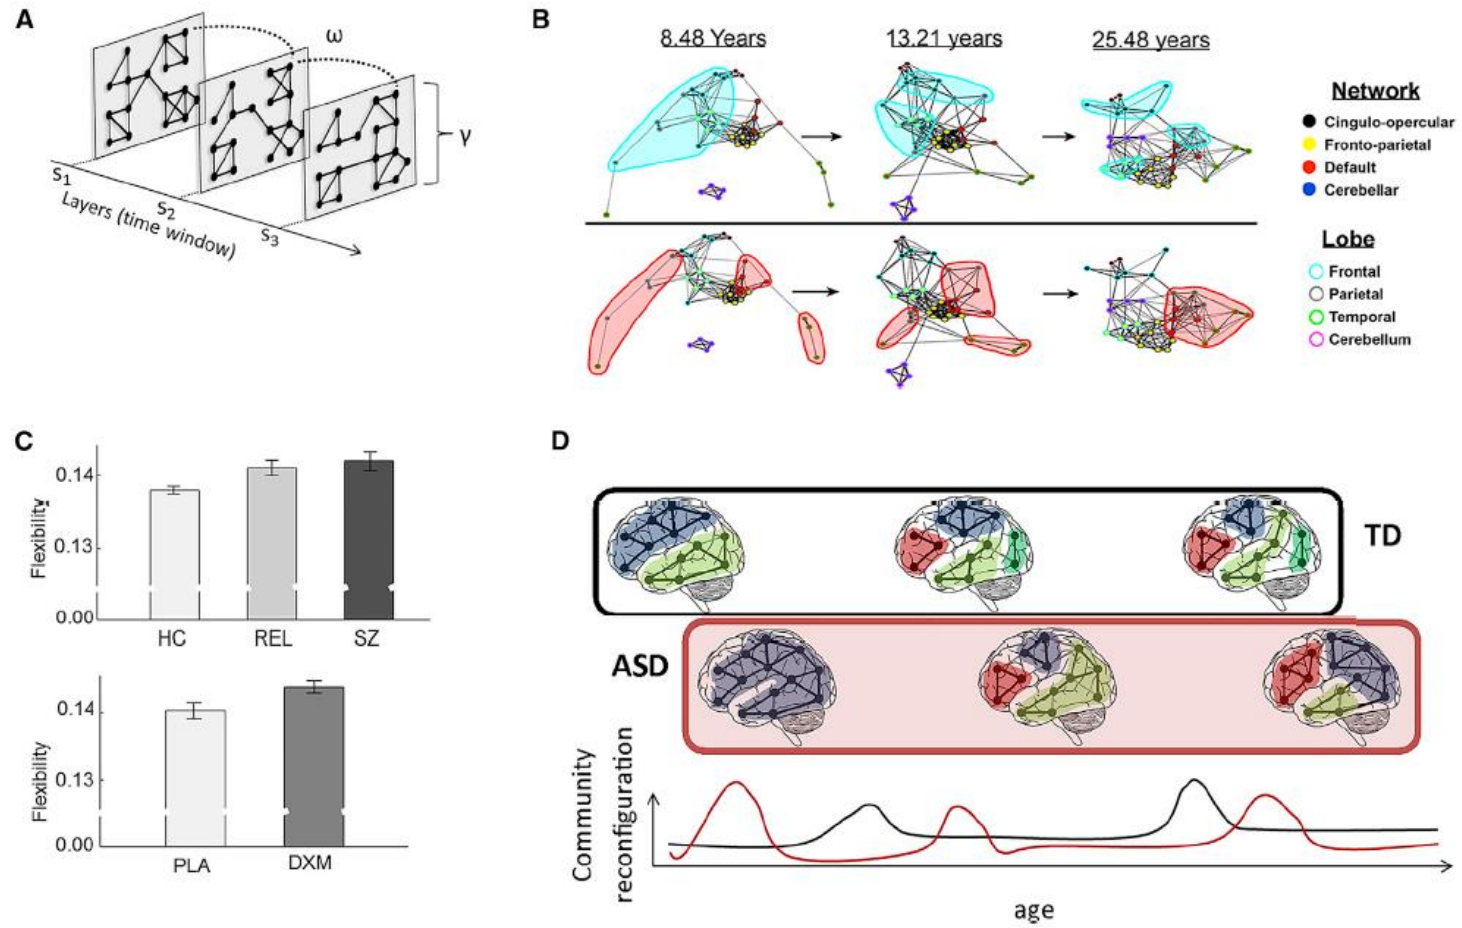 A
ω
γ
S1
S2
S3
Layers (time window)
B
8.48 Years
13.21 years
25.48 years
Network
Cingulo-opercular
Fronto-parietal
Default
Cerebellar
Lobe
Frontal
Parietal
Temporal
Cerebellum
C
Flexibility
0.14
0.13
0.00
HC REL SZ
Flexibility
0.14
0.13
0.00
PLA DXM
D
TD
ASD
Community
reconfiguration
age